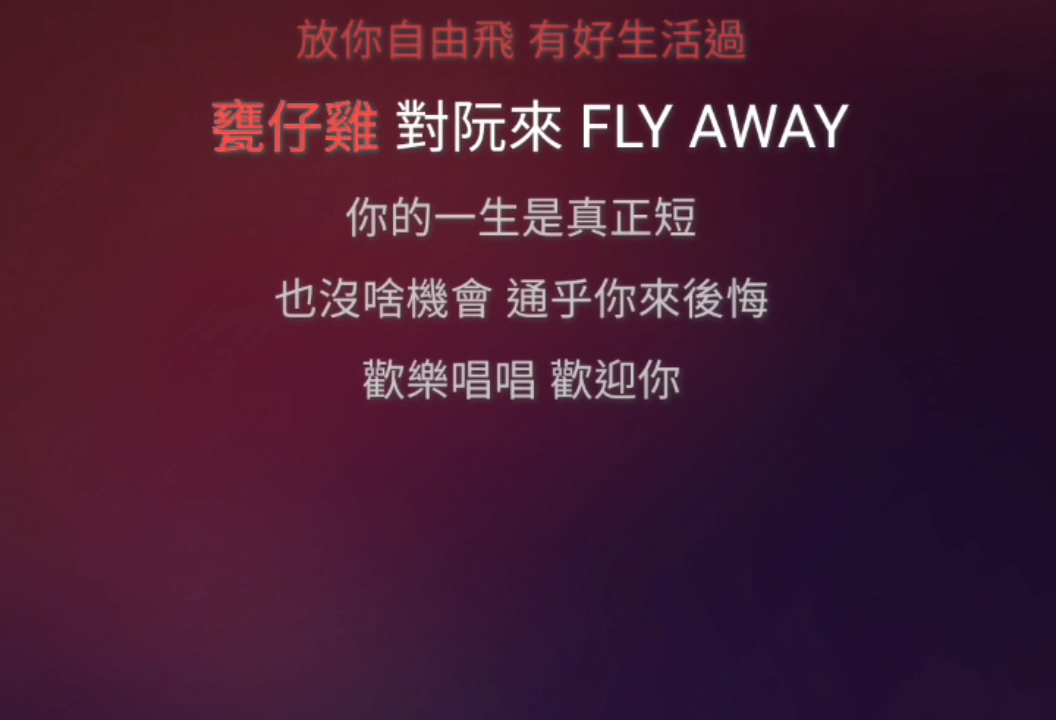 放你自由飛 有好生活過
甕仔雞 對阮來 FLY AWAY
你的一生是真正短
也沒啥機會 通乎你來後悔
歡樂唱唱 歡迎你